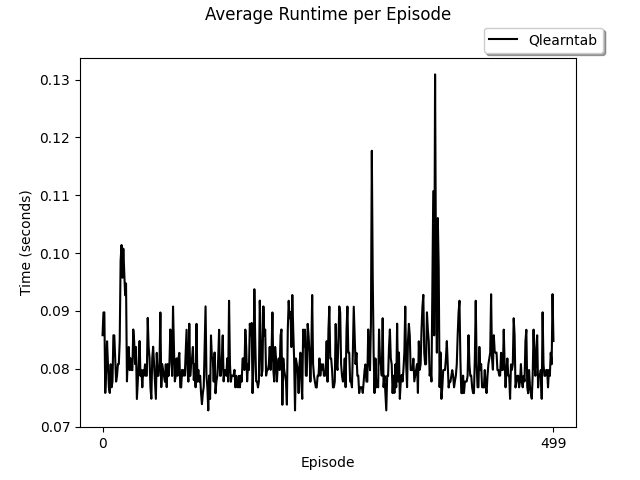 Average Runtime per Episode
Qlearntab
0.13
0.12
0.11
0.10
0.09
0.08
0.07
Time (seconds)
0
499
Episode